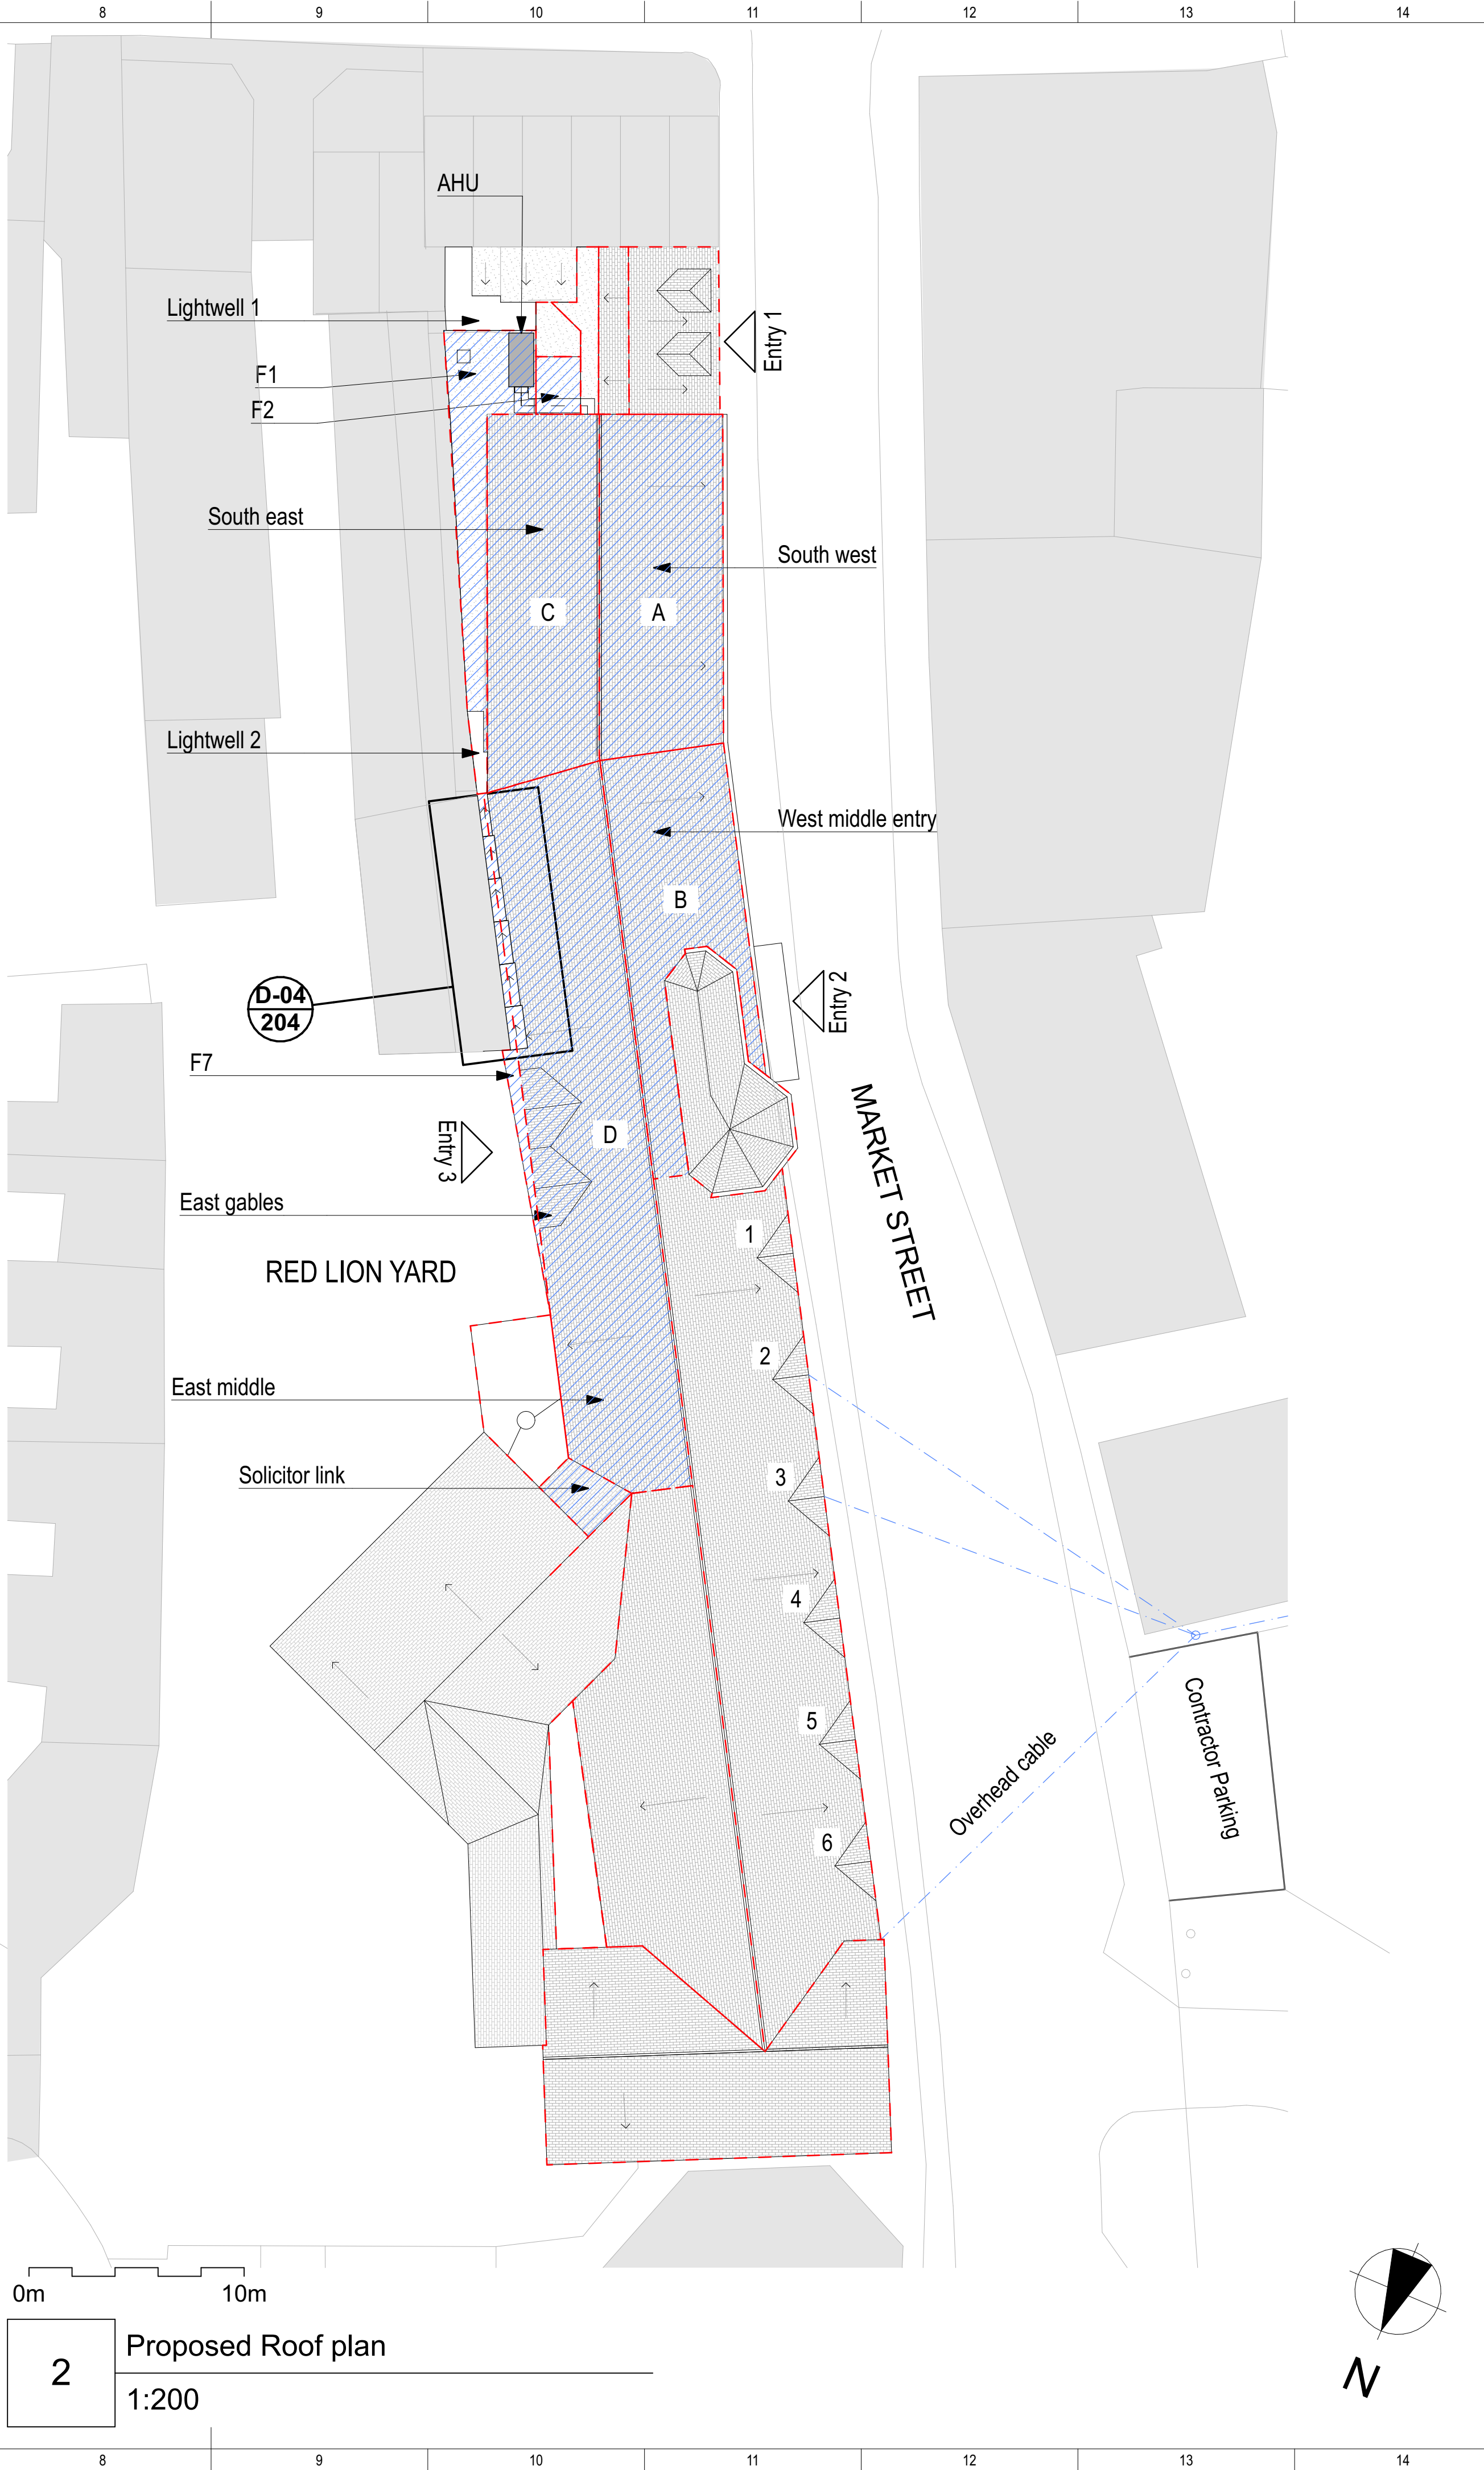 8 9 10 11 12 13 14
AHU
Lightwell 1
Entry 1
F1
F2
South east
South west
C
A
Lightwell 2
West middle entry
B
D-04
204
Entry 2
F7
MARKET STREET
D
Entry 3
East gables
1
RED LION YARD
2
East middle
3
Solicitor link
4
Contractor Parking
5
Overhead cable
6
0m 10m
N
2
Proposed Roof plan
1:200
8 9 10 11 12 13 14